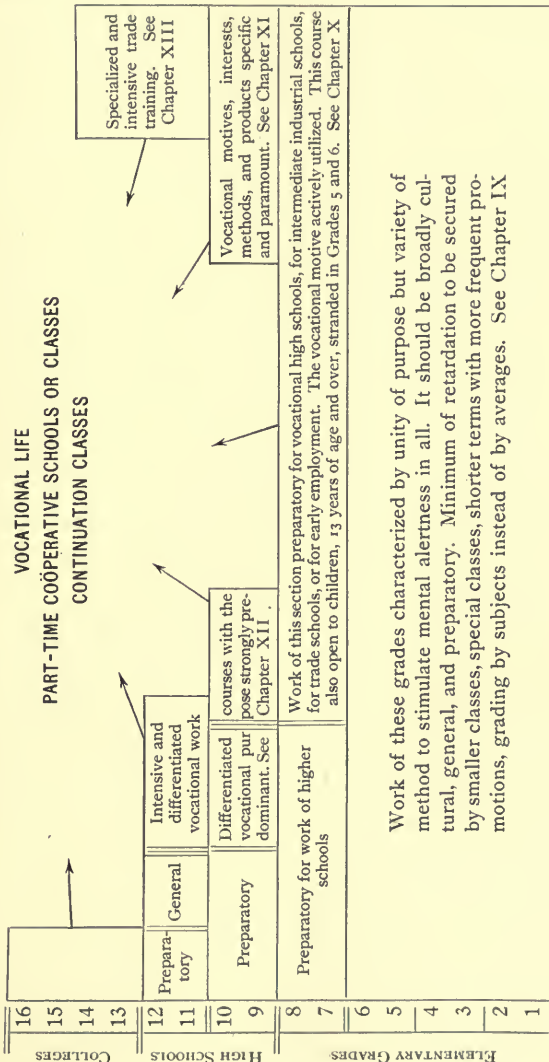 VOCATIONAL LIFE
PART-TIME COÖPERATIVE SCHOOLS OR CLASSES
CONTINUATION CLASSES
COLLEGES
16
15
14
13
HIGH SCHOOLS
12
11
10
9
ELEMENTARY GRADES
8
7
6
5
4
3
2
1
Prepara-
tory
General
Intensive and
differentiated
vocational work
Specialized and
intensive trade
training. See
Chapter XIII
Preparatory
Differentiated
vocational pur
dominant. See
courses with the
pose strongly pre-
Chapter XII.
Vocational motives, interests,
methods, and products specific
and paramount. See Chapter XI
Preparatory for work of higher
schools
Work of this section preparatory for vocational high schools, for intermediate industrial schools,
for trade schools, or for early employment. The vocational motive actively utilized. This course
also open to children, 13 years of age and over, stranded in Grades 5 and 6. See Chapter X
Work of these grades characterized by unity of purpose but variety of
method to stimulate mental alertness in all. It should be broadly cul-
tural, general, and preparatory. Minimum of retardation to be secured
by smaller classes, special classes, shorter terms with more frequent pro-
motions, grading by subjects instead of by averages. See Chapter IX